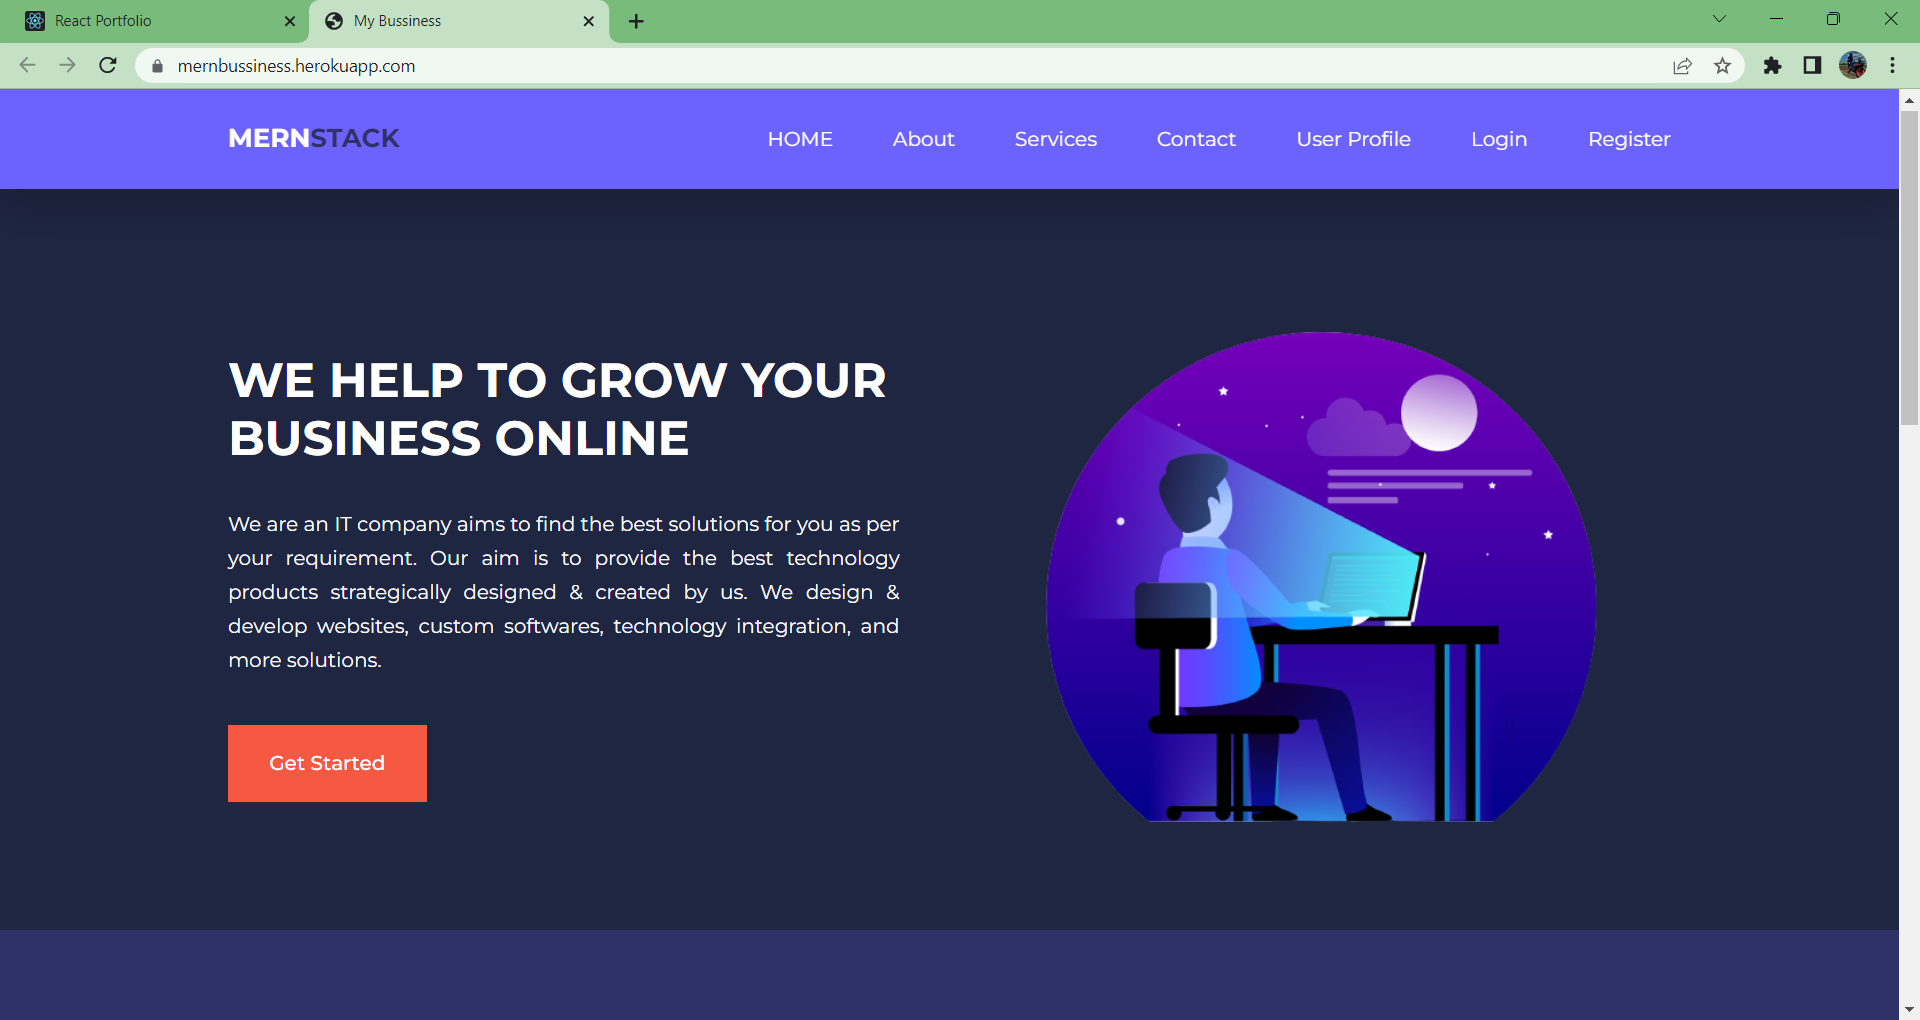 React Portfolio
My Bussiness
mernbussiness.herokuapp.com
MERNSTACK
HOME About Services Contact User Profile Login Register
WE HELP TO GROW YOUR
BUSINESS ONLINE
We are an IT company aims to find the best solutions for you as per
your requirement. Our aim is to provide the best technology
products strategically designed & created by us. We design &
develop websites, custom softwares, technology integration, and
more solutions.
Get Started